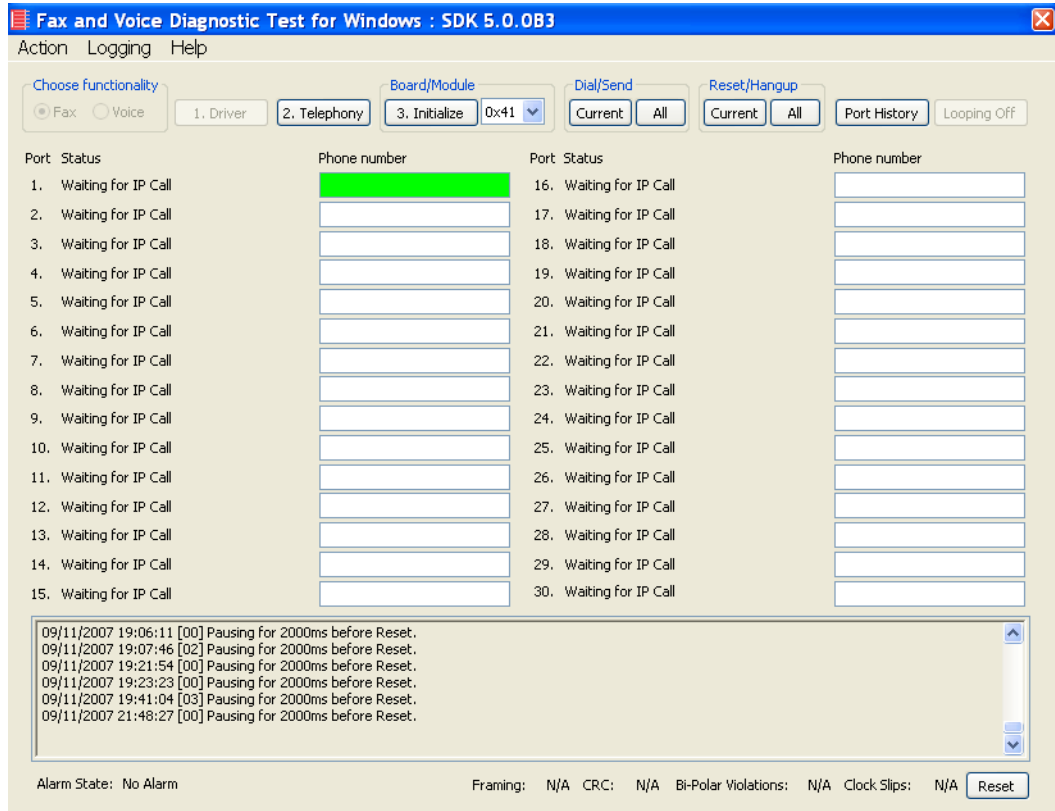 Fax and Voice Diagnostic Test for Windows : SDK 5.0.0B3
Action Logging Help
Choose functionality Board/Module Dial/Send Reset/Hangup
Fax Voice 1. Driver 2. Telephony 3. Initialize 0x41 Current All Current All Port History Looping Off
Port Status Phone number Port Status Phone number
1. Waiting for IP Call 16. Waiting for IP Call
2. Waiting for IP Call 17. Waiting for IP Call
3. Waiting for IP Call 18. Waiting for IP Call
4. Waiting for IP Call 19. Waiting for IP Call
5. Waiting for IP Call 20. Waiting for IP Call
6. Waiting for IP Call 21. Waiting for IP Call
7. Waiting for IP Call 22. Waiting for IP Call
8. Waiting for IP Call 23. Waiting for IP Call
9. Waiting for IP Call 24. Waiting for IP Call
10. Waiting for IP Call 25. Waiting for IP Call
11. Waiting for IP Call 26. Waiting for IP Call
12. Waiting for IP Call 27. Waiting for IP Call
13. Waiting for IP Call 28. Waiting for IP Call
14. Waiting for IP Call 29. Waiting for IP Call
15. Waiting for IP Call 30. Waiting for IP Call
09/11/2007 19:06:11 [00] Pausing for 2000ms before Reset.
09/11/2007 19:07:46 [02] Pausing for 2000ms before Reset.
09/11/2007 19:21:54 [00] Pausing for 2000ms before Reset.
09/11/2007 19:23:23 [00] Pausing for 2000ms before Reset.
09/11/2007 19:41:04 [03] Pausing for 2000ms before Reset.
09/11/2007 21:48:27 [00] Pausing for 2000ms before Reset.
Alarm State: No Alarm Framing: N/A CRC: N/A Bi-Polar Violations: N/A Clock Slips: N/A Reset